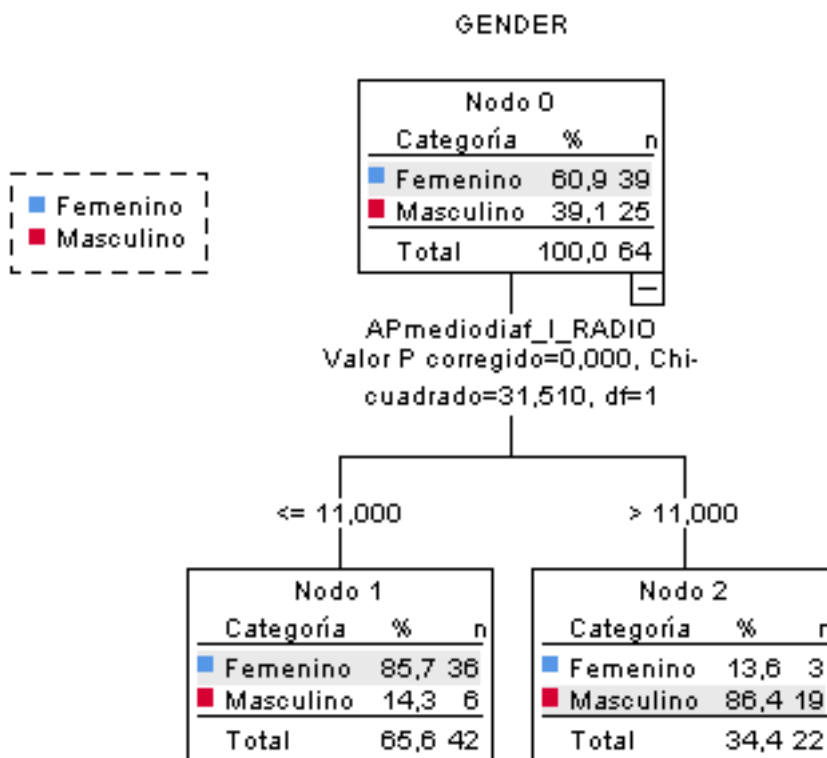 GENDER
Femenino
Masculino
Nodo 0
Categoría % n
Femenino 60,9 39
Masculino 39,1 25
Total 100,0 64
APmediodiaf_I_RADIO
Valor P corregido=0,000, Chi-
cuadrado=31,510, df=1
<= 11,000
> 11,000
Nodo 1
Categoría % n
Femenino 85,7 36
Masculino 14,3 6
Total 65,6 42
Nodo 2
Categoría % n
Femenino 13,6 3
Masculino 86,4 19
Total 34,4 22